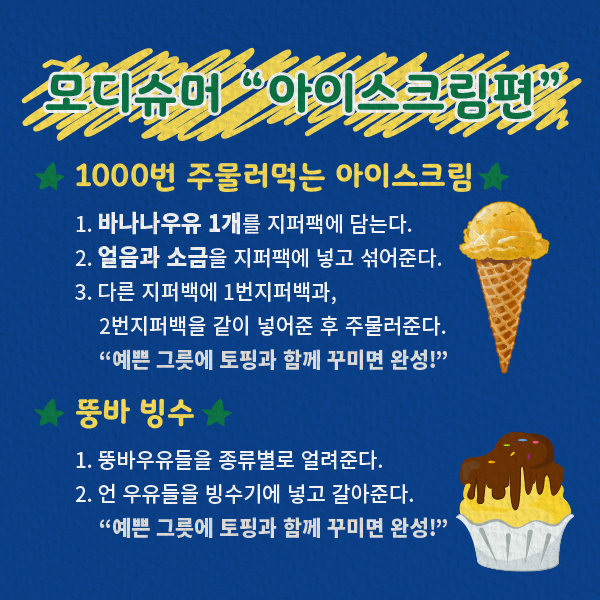 모디슈머 “아이스크림편”
1000번 주물러먹는 아이스크림
1. 바나나우유 1개를 지퍼팩에 담는다.
2. 얼음과 소금을 지퍼팩에 넣고 섞어준다.
3. 다른 지퍼백에 1번지퍼백과,
2번지퍼백을 같이 넣어준 후 주물러준다.
“예쁜 그릇에 토핑과 함께 꾸미면 완성!”
뚱바 빙수
1. 뚱바우유들을 종류별로 얼려준다.
2. 언 우유들을 빙수기에 넣고 갈아준다.
“예쁜 그릇에 토핑과 함께 꾸미면 완성!”